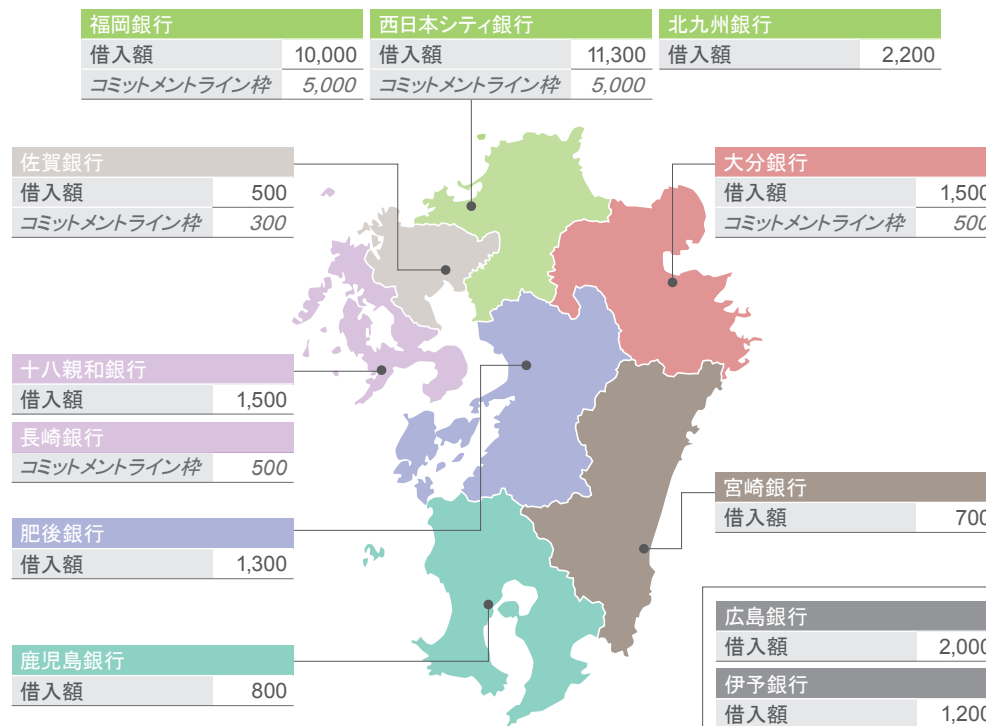 福岡銀行
借入額 10,000
コミットメントライン枠 5,000
西日本シティ銀行
借入額 11,300
コミットメントライン枠 5,000
北九州銀行
借入額 2,200
佐賀銀行
借入額 500
コミットメントライン枠 300
大分銀行
借入額 1,500
コミットメントライン枠 500
十八親和銀行
借入額 1,500
長崎銀行
コミットメントライン枠 500
宮崎銀行
借入額 700
肥後銀行
借入額 1,300
広島銀行
借入額 2,000
鹿児島銀行
借入額 800
伊予銀行
借入額 1,200